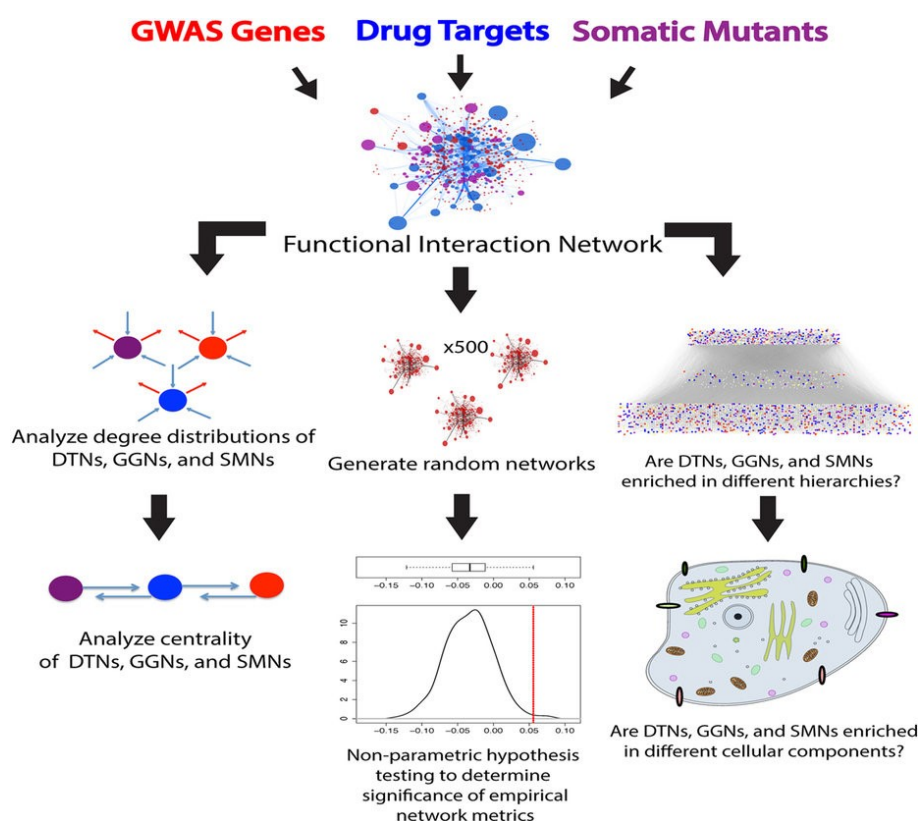 GWAS Genes
Drug Targets
Somatic Mutants
Functional Interaction Network
Analyze degree distributions of
DTNs, GGNs, and SMNs
x500
Generate random networks
Are DTNs, GGNs, and SMNs
enriched in different hierarchies?
Analyze centrality
of DTNs, GGNs, and SMNs
-0.15 -0.10 -0.05 0.00 0.05 0.10
0 2 4 6 8 10
-0.15 -0.10 -0.05 0.00 0.05 0.10
Non-parametric hypothesis
testing to determine
significance of empirical
network metrics
Are DTNs, GGNs, and SMNs enriched
in different cellular components?